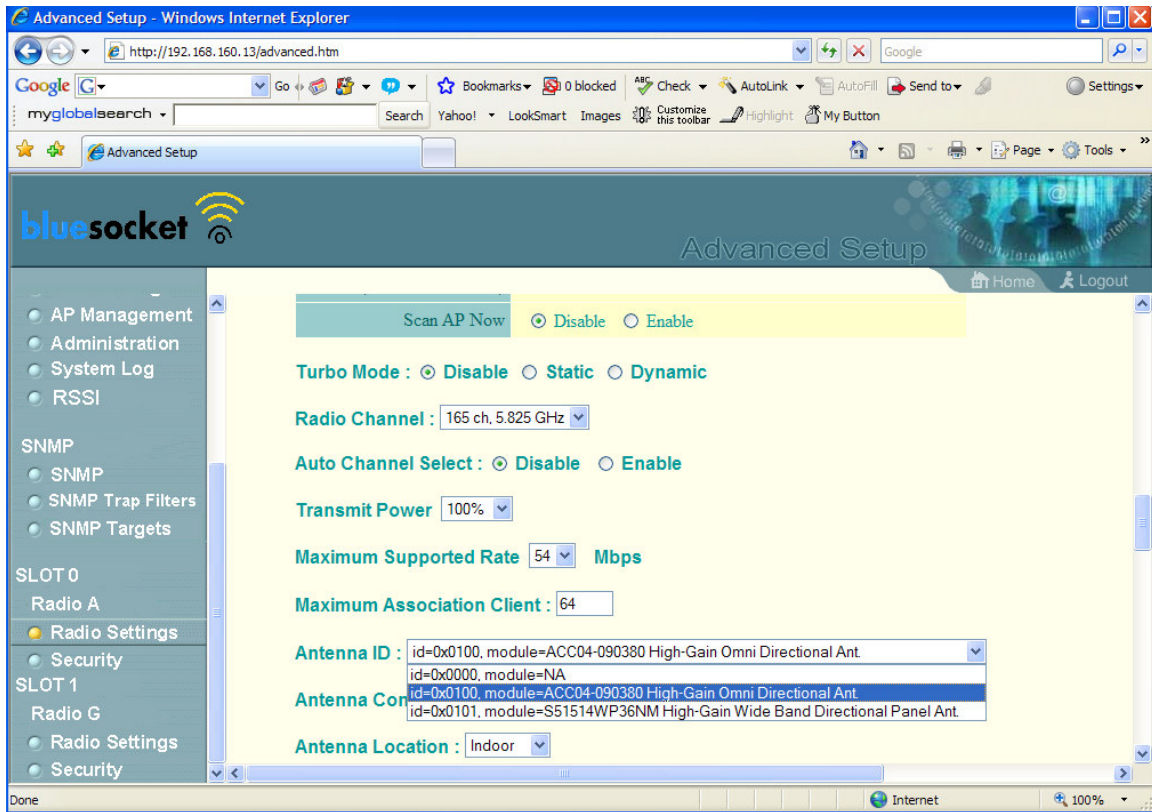 Advanced Setup - Windows Internet Explorer
http://192.168.160.13/advanced.htm
Google
Google G Go Bookmarks 0 blocked ABC Check AutoLink AutoFill Send to Settings
myglobalsearch Search Yahoo! LookSmart Images Customize this toolbar Highlight My Button
Advanced Setup Page Tools »
bluesocket
Advanced Setup
Home Logout
AP Management
Administration
System Log
RSSI
SNMP
SNMP
SNMP Trap Filters
SNMP Targets
SLOT 0
Radio A
Radio Settings
Security
SLOT 1
Radio G
Radio Settings
Security
Scan AP Now Disable Enable
Turbo Mode : Disable Static Dynamic
Radio Channel : 165 ch, 5.825 GHz
Auto Channel Select : Disable Enable
Transmit Power 100%
Maximum Supported Rate 54 Mbps
Maximum Association Client : 64
Antenna ID : id=0x0100, module=ACC04-090380 High-Gain Omni Directional Ant.
id=0x0000, module=NA
Antenna Con id=0x0100, module=ACC04-090380 High-Gain Omni Directional Ant.
id=0x0101, module=S51514WP36NM High-Gain Wide Band Directional Panel Ant.
Antenna Location : Indoor
Done Internet 100%